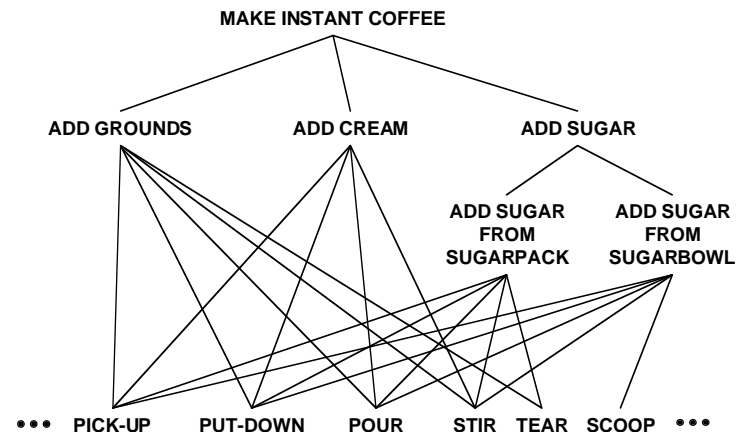 MAKE INSTANT COFFEE
ADD GROUNDS ADD CREAM ADD SUGAR
ADD SUGAR ADD SUGAR
FROM FROM
SUGARPACK SUGARBOWL
••• PICK-UP PUT-DOWN POUR STIR TEAR SCOOP •••